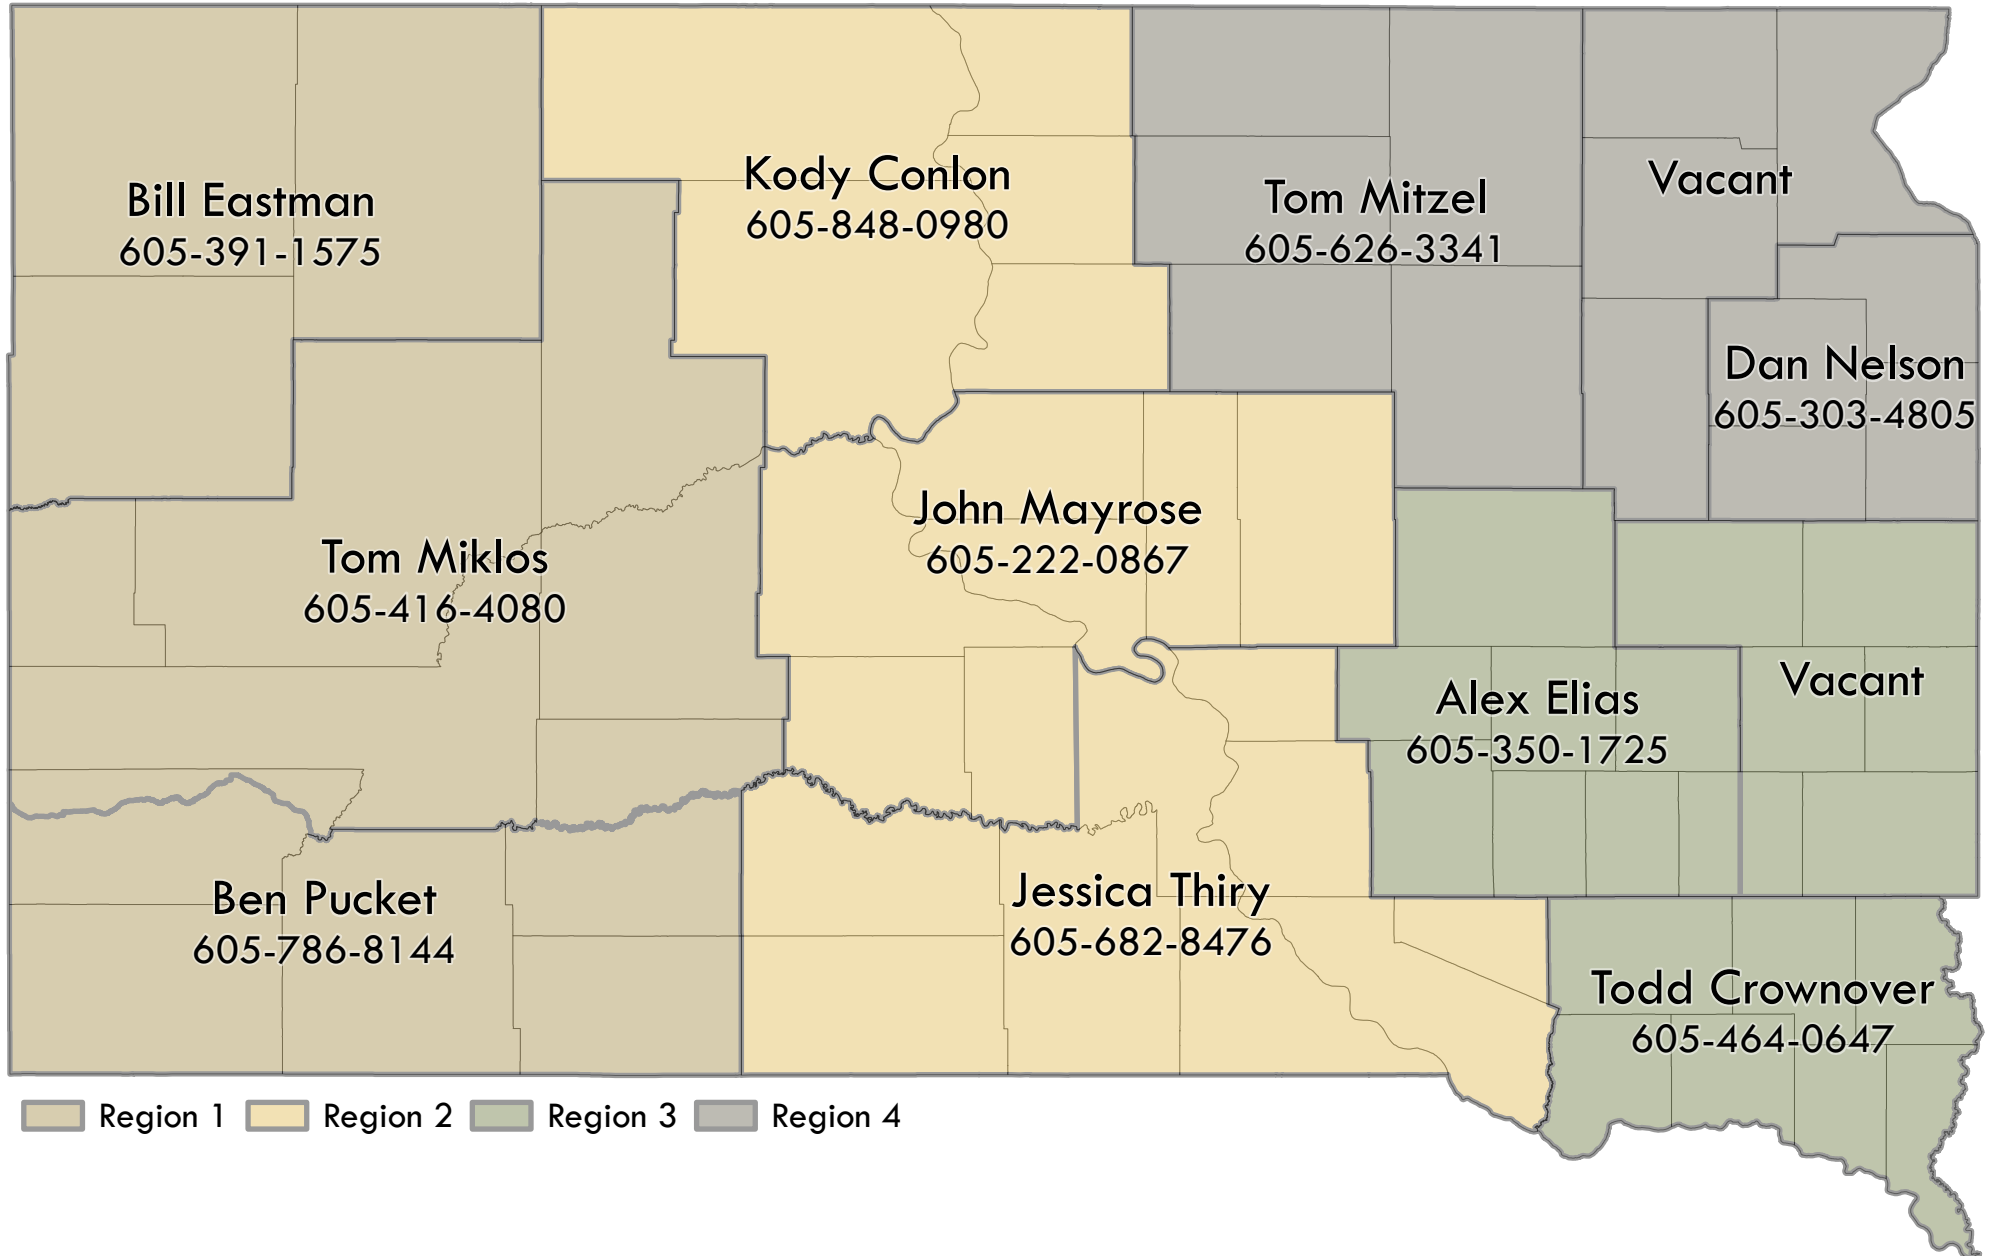 Bill Eastman
605-391-1575
Kody Conlon
605-848-0980
Tom Mitzel
605-626-3341
Vacant
Dan Nelson
605-303-4805
Tom Miklos
605-416-4080
John Mayrose
605-222-0867
Alex Elias
605-350-1725
Vacant
Ben Pucket
605-786-8144
Jessica Thiry
605-682-8476
Todd Crownover
605-464-0647
Region 1 Region 2 Region 3 Region 4